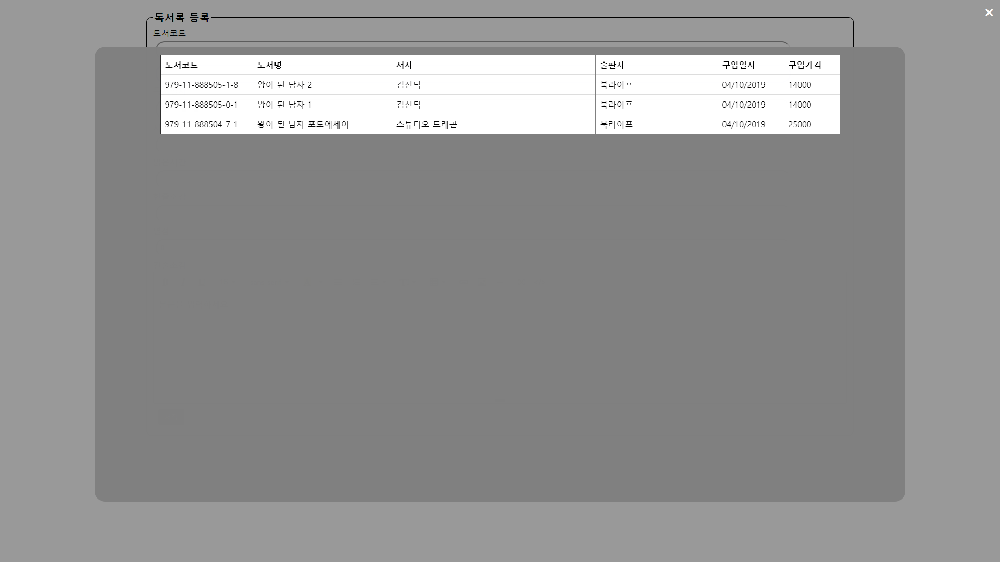 독서록 등록
×
도서코드
도서코드 도서명 저자 출판사 구입일자 구입가격
979-11-888505-1-8 왕이 된 남자 2 김선덕 북라이프 04/10/2019 14000
979-11-888505-0-1 왕이 된 남자 1 김선덕 북라이프 04/10/2019 14000
979-11-888504-7-1 왕이 된 남자 포토에세이 스튜디오 드래곤 북라이프 04/10/2019 25000